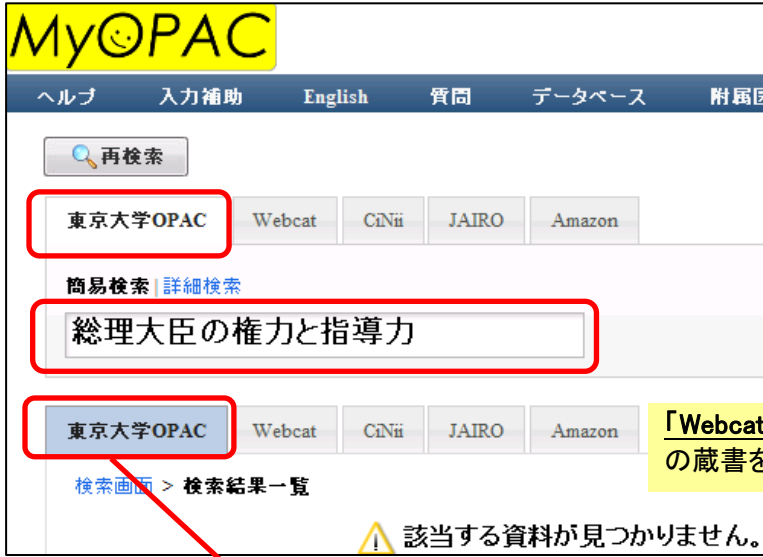 MyOPAC
ヘルプ 入力補助 English 質問 データベース 附属
再検索
東京大学OPAC Webcat CiNii JAIRO Amazon
簡易検索 | 詳細検索
総理大臣の権力と指導力
東京大学OPAC Webcat CiNii JAIRO Amazon
「Webcat
の蔵書を
検索画面 > 検索結果一覧
該当する資料が見つかりません。